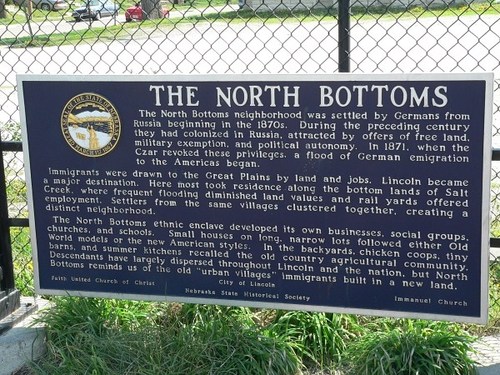 THE NORTH BOTTOMS
The North Bottoms neighborhood was settled by Germans from
Russia beginning in the 1870s. During the preceding century
they had colonized in Russia, attracted by offers of free land,
military exemption, and political autonomy. In 1871, when the
Czar revoked these privileges, a flood of German emigration
to the Americas began.
Immigrants were drawn to the Great Plains by land and jobs. Lincoln became
a major destination. Here most took residence along the bottom lands of Salt
Creek, where frequent flooding diminished land values and rail yards offered
employment. Settlers from the same villages clustered together, creating a
distinct neighborhood.
The North Bottoms ethnic enclave developed its own businesses, social groups,
churches, and schools. Small houses on long, narrow lots followed either Old
World models or the new American styles. In the backyards, chicken coops, tiny
barns, and summer kitchens recalled the old country agricultural community.
Descendants have largely dispersed throughout Lincoln and the nation, but North
Bottoms reminds us of the old "urban villages" immigrants built in a new land.
Faith United Church of Christ
City of Lincoln
Immanuel Church
Nebraska State Historical Society